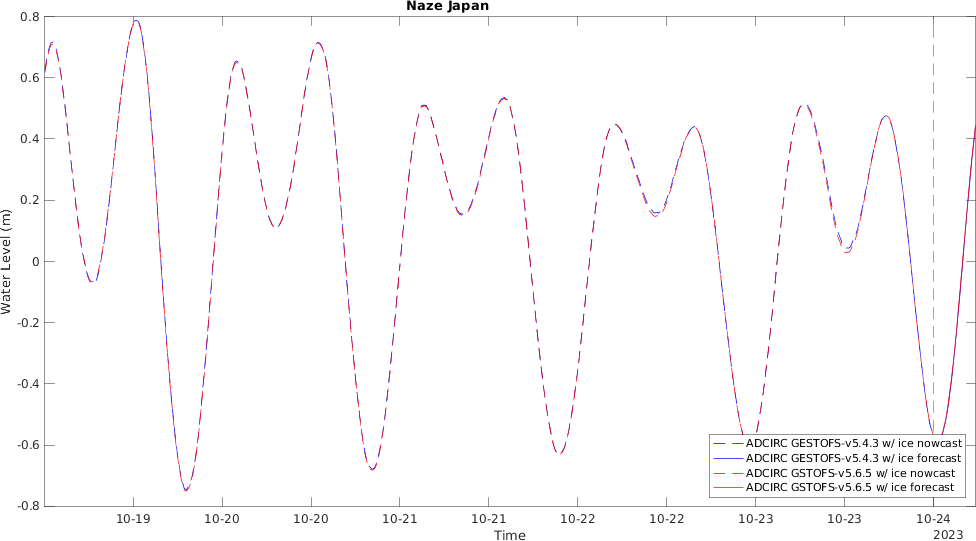 Naze Japan
0.8
0.6
0.4
0.2
0
-0.2
-0.4
-0.6
-0.8
Water Level (m)
ADCIRC GESTOFS-v5.4.3 w/ ice nowcast
ADCIRC GESTOFS-v5.4.3 w/ ice forecast
ADCIRC GSTOFS-v5.6.5 w/ ice nowcast
ADCIRC GSTOFS-v5.6.5 w/ ice forecast
10-19 10-20 10-20 10-21 10-21 10-22 10-22 10-23 10-23 10-24
2023
Time